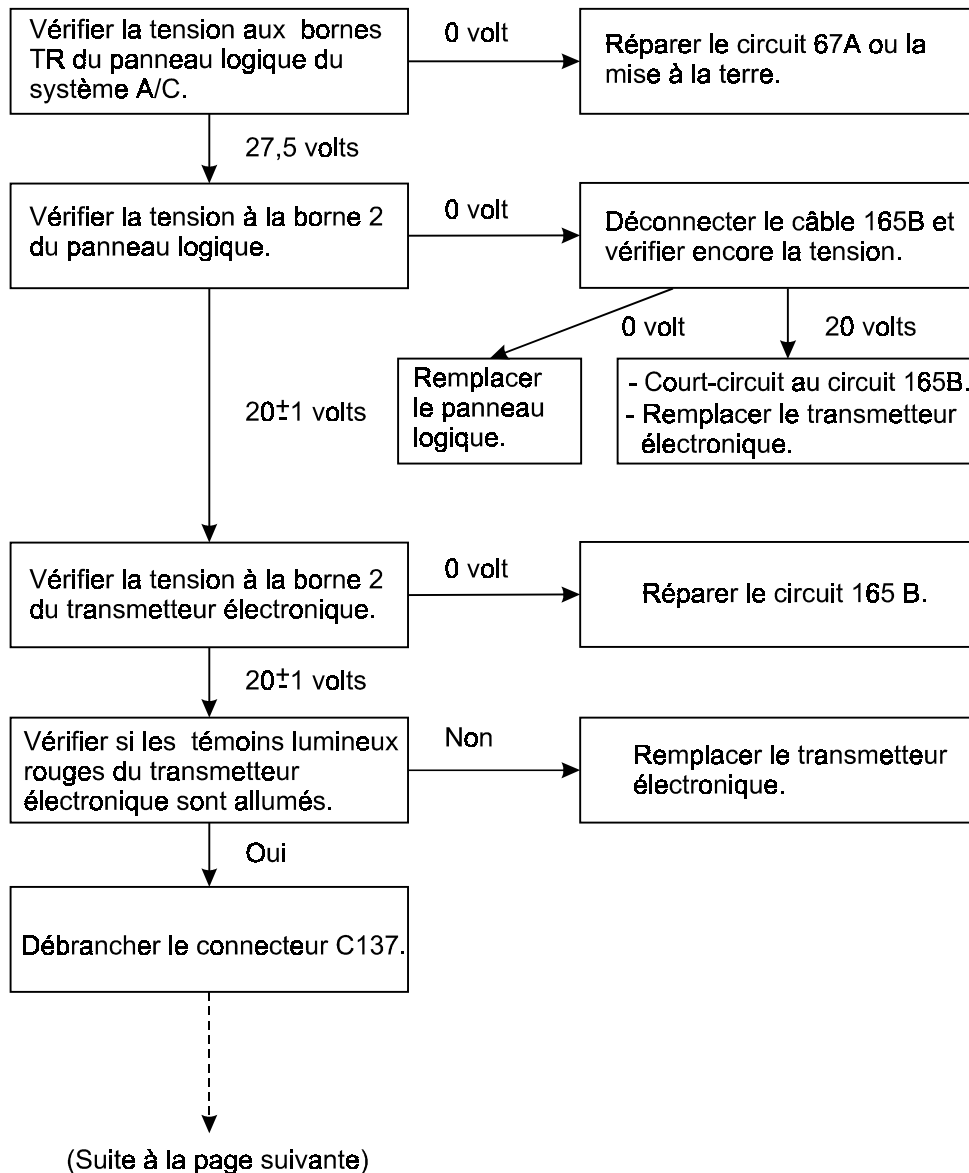 Vérifier la tension aux bornes
TR du panneau logique du
système A/C.
0 volt
Réparer le circuit 67A ou la
mise à la terre.
27,5 volts
Vérifier la tension à la borne 2
du panneau logique.
0 volt
Déconnecter le câble 165B et
vérifier encore la tension.
0 volt
20 volts
Remplacer
le panneau
logique.
- Court-circuit au circuit 165B.
- Remplacer le transmetteur
électronique.
20±1 volts
Vérifier la tension à la borne 2
du transmetteur électronique.
0 volt
Réparer le circuit 165 B.
20±1 volts
Vérifier si les témoins lumineux
rouges du transmetteur
électronique sont allumés.
Non
Remplacer le transmetteur
électronique.
Oui
Débrancher le connecteur C137.
(Suite à la page suivante)